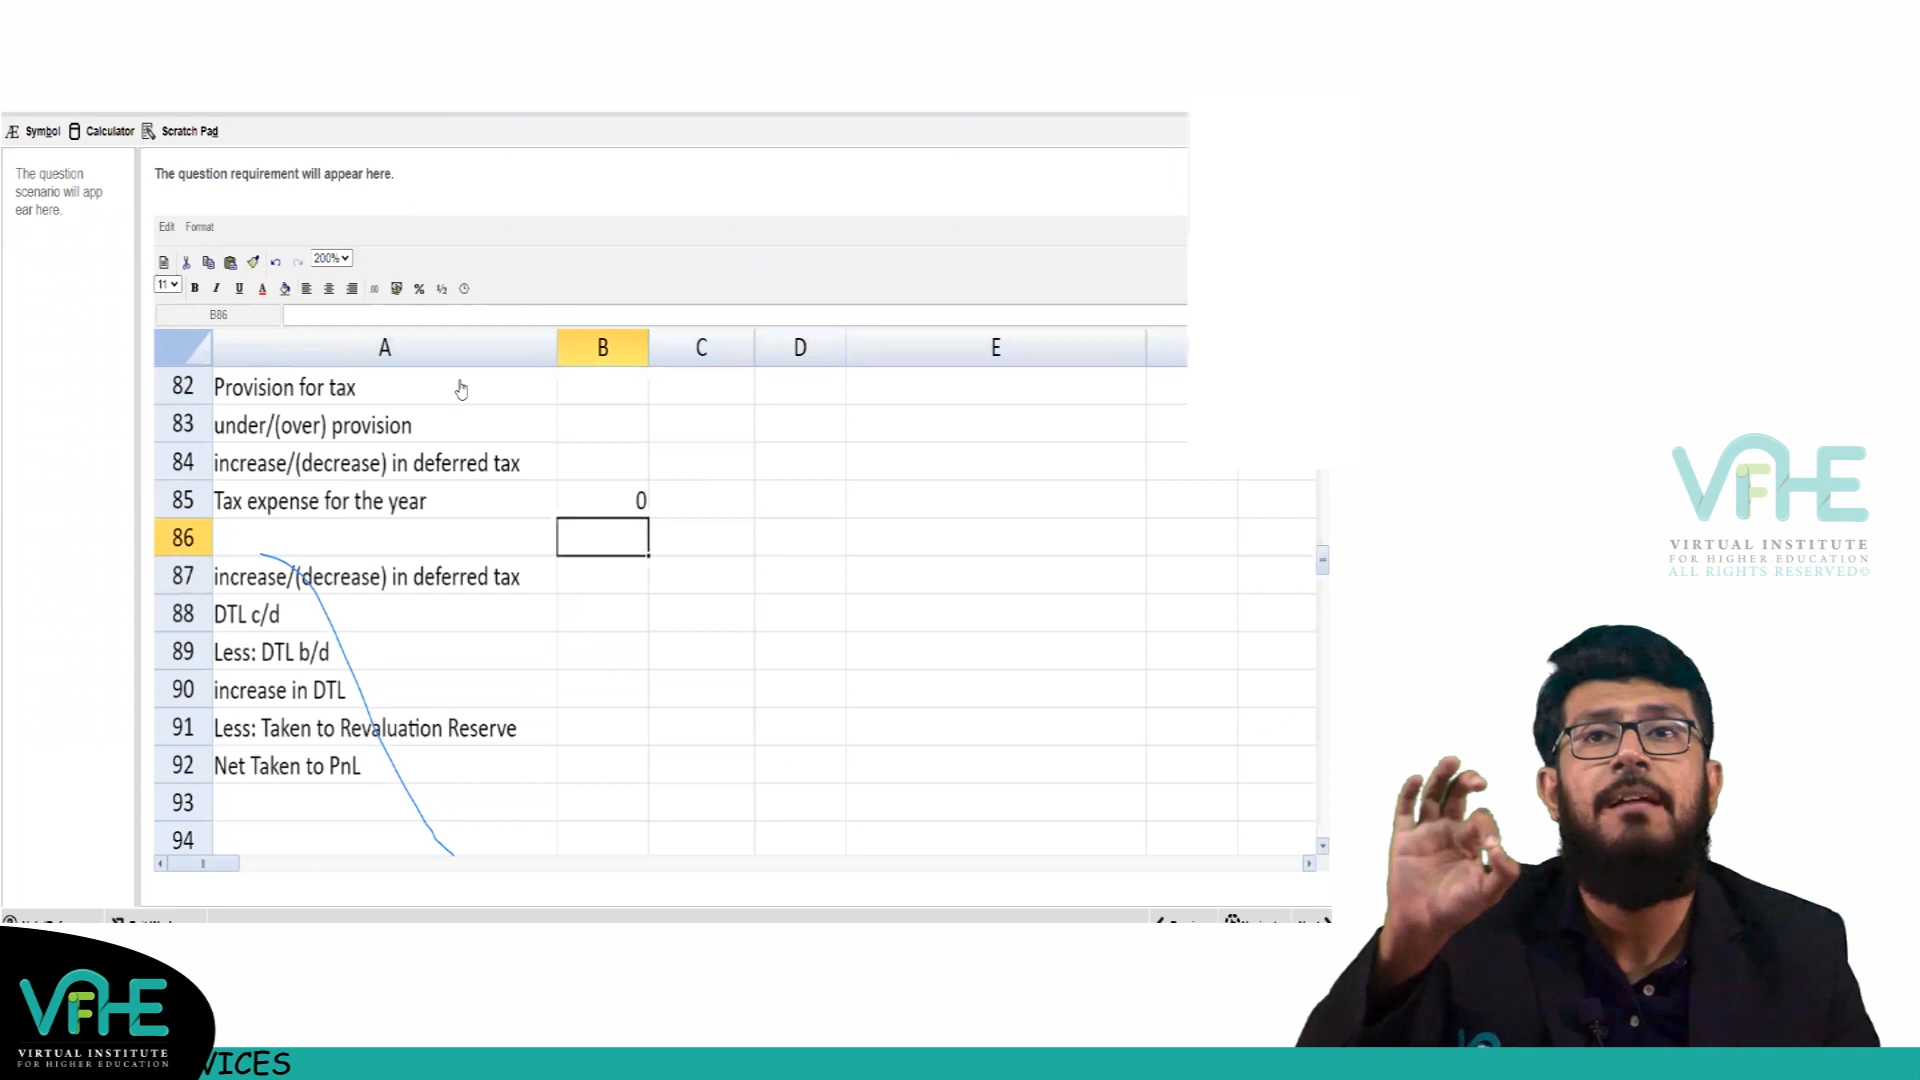 Symbol Calculator Scratch Pad
The question
scenario will app
ear here.
The question requirement will appear here.
Edit Format
200%
11 B I U A % ½
B86
A B C D E
82 Provision for tax
83 under/(over) provision
84 increase/(decrease) in deferred tax
85 Tax expense for the year 0
86
87 increase/(decrease) in deferred tax
88 DTL c/d
89 Less: DTL b/d
90 increase in DTL
91 Less: Taken to Revaluation Reserve
92 Net Taken to PnL
93
94
VIFHE
VIRTUAL INSTITUTE
FOR HIGHER EDUCATION
ALL RIGHTS RESERVED©
VIFHE
VIRTUAL INSTITUTE
FOR HIGHER EDUCATION
VICES